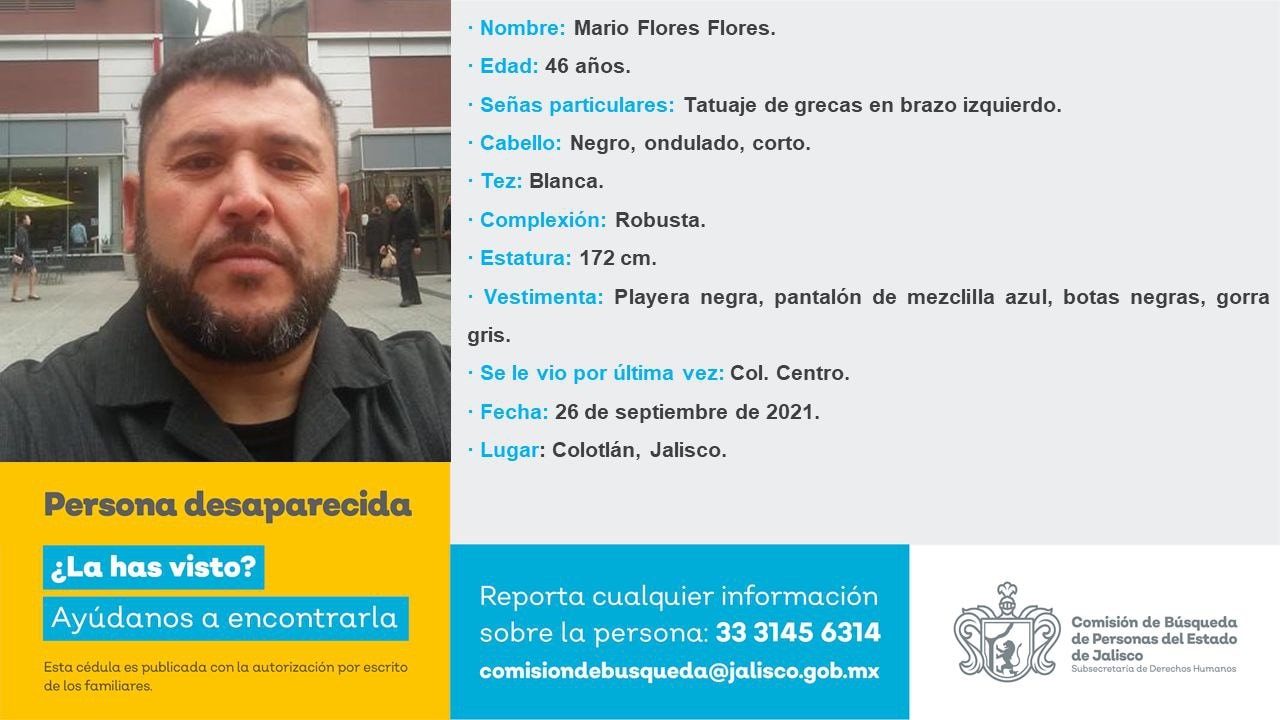 · Nombre: Mario Flores Flores.
· Edad: 46 años.
· Señas particulares: Tatuaje de grecas en brazo izquierdo.
· Cabello: Negro, ondulado, corto.
· Tez: Blanca.
· Complexión: Robusta.
· Estatura: 172 cm.
· Vestimenta: Playera negra, pantalón de mezclilla azul, botas negras, gorra
gris.
· Se le vio por última vez: Col. Centro.
· Fecha: 26 de septiembre de 2021.
· Lugar: Colotlán, Jalisco.
Persona desaparecida
¿La has visto?
Ayúdanos a encontrarla
Esta cédula es publicada con la autorización por escrito
de los familiares.
Reporta cualquier información
sobre la persona: 33 3145 6314
comisiondebusqueda@jalisco.gob.mx
Comisión de Búsqueda
de Personas del Estado
de Jalisco
Subsecretaría de Derechos Humanos